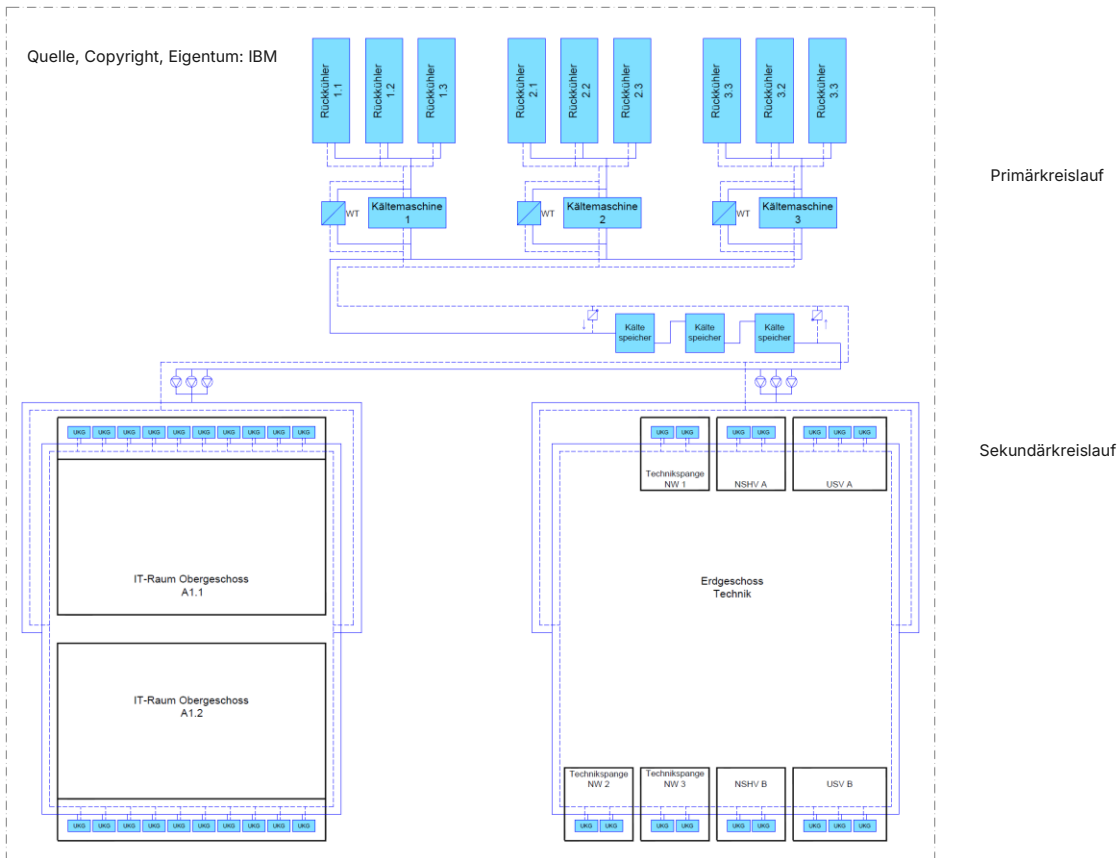 Quelle, Copyright, Eigentum: IBM
Rückkühler
1.1
Rückkühler
1.2
Rückkühler
1.3
Rückkühler
2.1
Rückkühler
2.2
Rückkühler
2.3
Rückkühler
3.3
Rückkühler
3.2
Rückkühler
3.3
Primärkreislauf
WT
Kältemaschine
1
WT
Kältemaschine
2
WT
Kältemaschine
3
Kälte
speicher
Kälte
speicher
Kälte
speicher
Sekundärkreislauf
UKG UKG UKG UKG UKG UKG UKG UKG UKG UKG
UKG UKG
UKG UKG
UKG UKG UKG
Technikspange
NW 1
NSHV A
USV A
IT-Raum Obergeschoss
A1.1
Erdgeschoss
Technik
IT-Raum Obergeschoss
A1.2
Technikspange
NW 2
Technikspange
NW 3
NSHV B
USV B
UKG UKG UKG UKG UKG UKG UKG UKG UKG UKG
UKG UKG
UKG UKG
UKG UKG
UKG UKG UKG